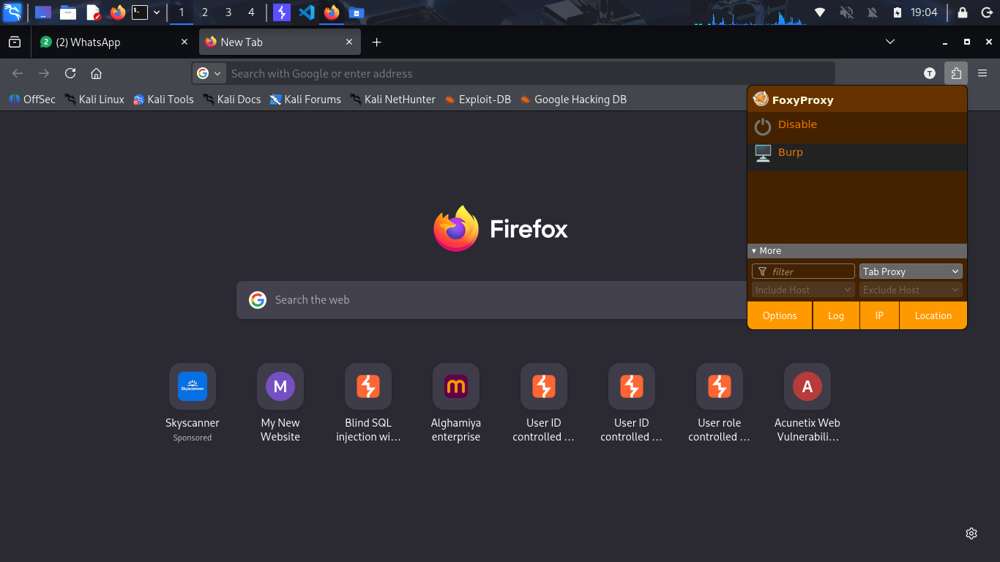 1 2 3 4
19:04
2 (2) WhatsApp
New Tab
Search with Google or enter address
T
OffSec Kali Linux Kali Tools Kali Docs Kali Forums Kali NetHunter Exploit-DB Google Hacking DB
FoxyProxy
Disable
Burp
More
filter Tab Proxy
Include Host Exclude Host
Options Log IP Location
Firefox
Search the web
Skyscanner
M
m
A
Skyscanner
Sponsored
My New
Website
Blind SQL
injection wi...
Alghamiya
enterprise
User ID
controlled ...
User ID
controlled ...
User role
controlled ...
Acunetix Web
Vulnerabili...